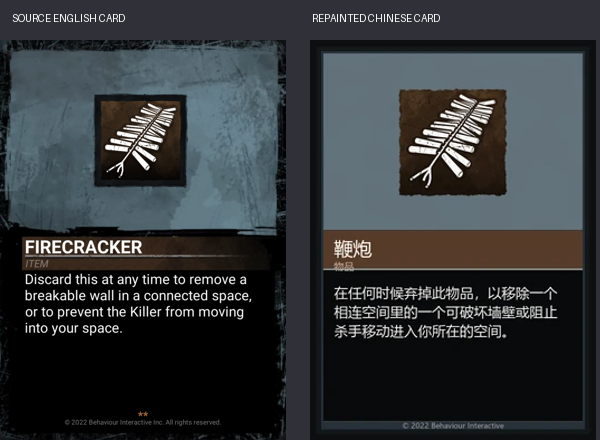 SOURCE ENGLISH CARD
FIRECRACKER
ITEM
Discard this at any time to remove a
breakable wall in a connected space,
or to prevent the Killer from moving
into your space.
**
© 2022 Behaviour Interactive Inc. All rights reserved.
REPAINTED CHINESE CARD
鞭炮
物品
在任何时候弃掉此物品，以移除一个
相连空间里的一个可破坏墙壁或阻止
杀手移动进入你所在的空间。
© 2022 Behaviour Interactive